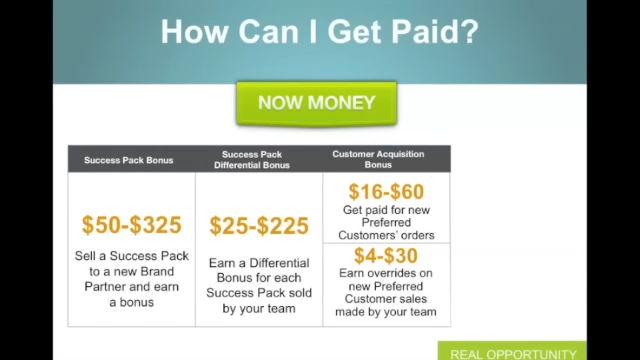 How Can I Get Paid?
NOW MONEY
Success Pack Bonus
Success Pack
Differential Bonus
Customer Acquisition
Bonus
$50-$325
Sell a Success Pack
to a new Brand
Partner and earn
a bonus
$25-$225
Earn a Differential
Bonus for each
Success Pack sold
by your team
$16-$60
Get paid for new
Preferred
Customers' orders
$4-$30
Earn overrides on
new Preferred
Customer sales
made by your team
REAL OPPORTUNITY